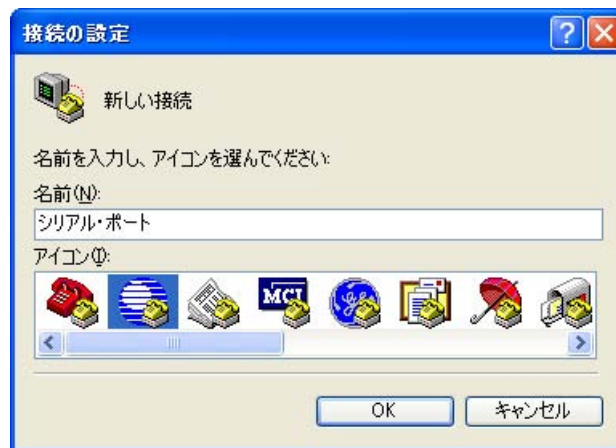 接続の設定
新しい接続
名前を入力し、アイコンを選んでください:
名前(N):
シリアル・ポート
アイコン(I):
MCI
OK キャンセル